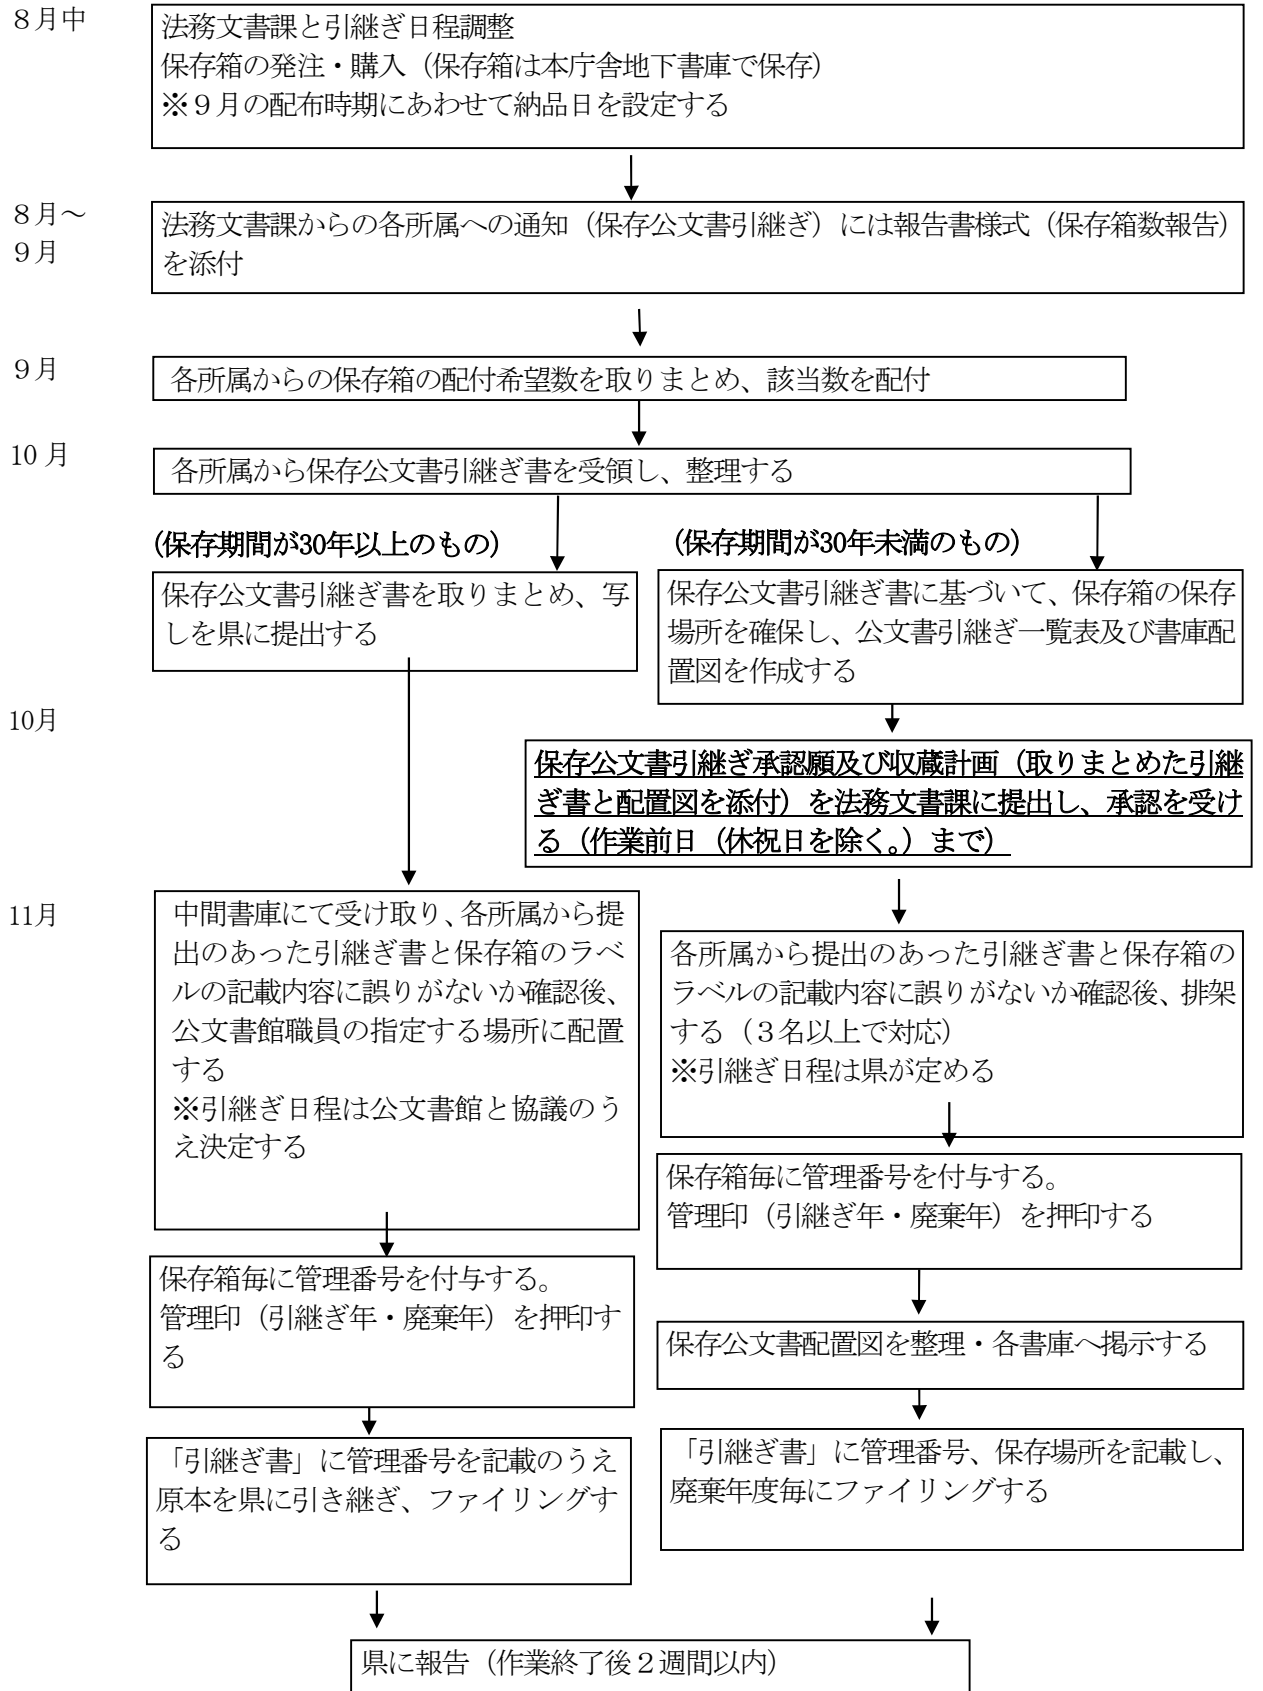 ８月中
法務文書課と引継ぎ日程調整
保存箱の発注・購入（保存箱は本庁舎地下書庫で保存）
※９月の配布時期にあわせて納品日を設定する
８月～
９月
法務文書課からの各所属への通知（保存公文書引継ぎ）には報告書様式（保存箱数報告）
を添付
９月
各所属からの保存箱の配付希望数を取りまとめ、該当数を配付
10 月
各所属から保存公文書引継ぎ書を受領し、整理する
(保存期間が30年以上のもの)
保存公文書引継ぎ書を取りまとめ、写
しを県に提出する
(保存期間が30年未満のもの)
保存公文書引継ぎ書に基づいて、保存箱の保存
場所を確保し、公文書引継ぎ一覧表及び書庫配
置図を作成する
10月
保存公文書引継ぎ承認願及び収蔵計画（取りまとめた引継
ぎ書と配置図を添付）を法務文書課に提出し、承認を受け
る（作業前日（休祝日を除く。）まで）
11月
中間書庫にて受け取り、各所属から提
出のあった引継ぎ書と保存箱のラベ
ルの記載内容に誤りがないか確認後、
公文書館職員の指定する場所に配置
する
※引継ぎ日程は公文書館と協議のう
え決定する
各所属から提出のあった引継ぎ書と保存箱の
ラベルの記載内容に誤りがないか確認後、排架
する（３名以上で対応）
※引継ぎ日程は県が定める
保存箱毎に管理番号を付与する。
管理印（引継ぎ年・廃棄年）を押印す
る
保存箱毎に管理番号を付与する。
管理印（引継ぎ年・廃棄年）を押印する
保存公文書配置図を整理・各書庫へ掲示する
「引継ぎ書」に管理番号を記載のうえ
原本を県に引き継ぎ、ファイリングす
る
「引継ぎ書」に管理番号、保存場所を記載し、
廃棄年度毎にファイリングする
県に報告（作業終了後２週間以内）